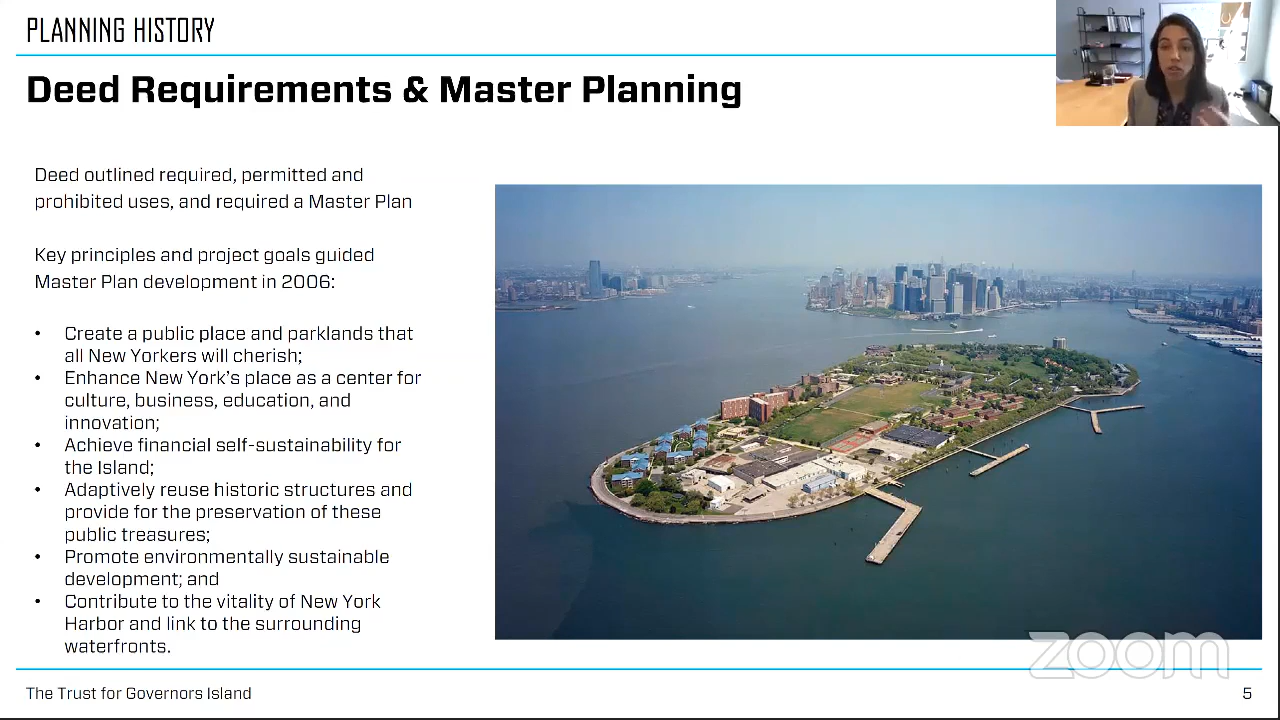 PLANNING HISTORY
Deed Requirements & Master Planning
Deed outlined required, permitted and
prohibited uses, and required a Master Plan
Key principles and project goals guided
Master Plan development in 2006:
• Create a public place and parklands that
all New Yorkers will cherish;
• Enhance New York's place as a center for
culture, business, education, and
innovation;
• Achieve financial self-sustainability for
the Island;
• Adaptively reuse historic structures and
provide for the preservation of these
public treasures;
• Promote environmentally sustainable
development; and
• Contribute to the vitality of New York
Harbor and link to the surrounding
waterfronts.
zoom
The Trust for Governors Island
5